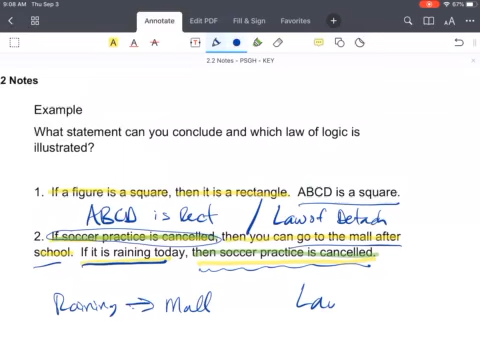 9:08 AM Thu Sep 3
67%
Annotate Edit PDF Fill & Sign Favorites
2.2 Notes - PSGH - KEY
2 Notes
Example
What statement can you conclude and which law of logic is
illustrated?
1. If a figure is a square, then it is a rectangle. ABCD is a square.
ABCD is Rect / Law of Detach
2. If soccer practice is cancelled, then you can go to the mall after
school. If it is raining today, then soccer practice is cancelled.
Raining → Mall Law